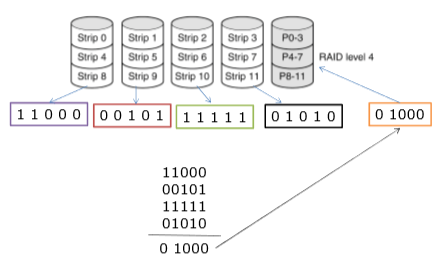 Strip 0 Strip 1 Strip 2 Strip 3 P0-3
Strip 4 Strip 5 Strip 6 Strip 7 P4-7 RAID level 4
Strip 8 Strip 9 Strip 10 Strip 11 P8-11
1 1 0 0 0 0 0 1 0 1 1 1 1 1 1 0 1 0 1 0 0 1000
11000
00101
11111
01010
0 1000